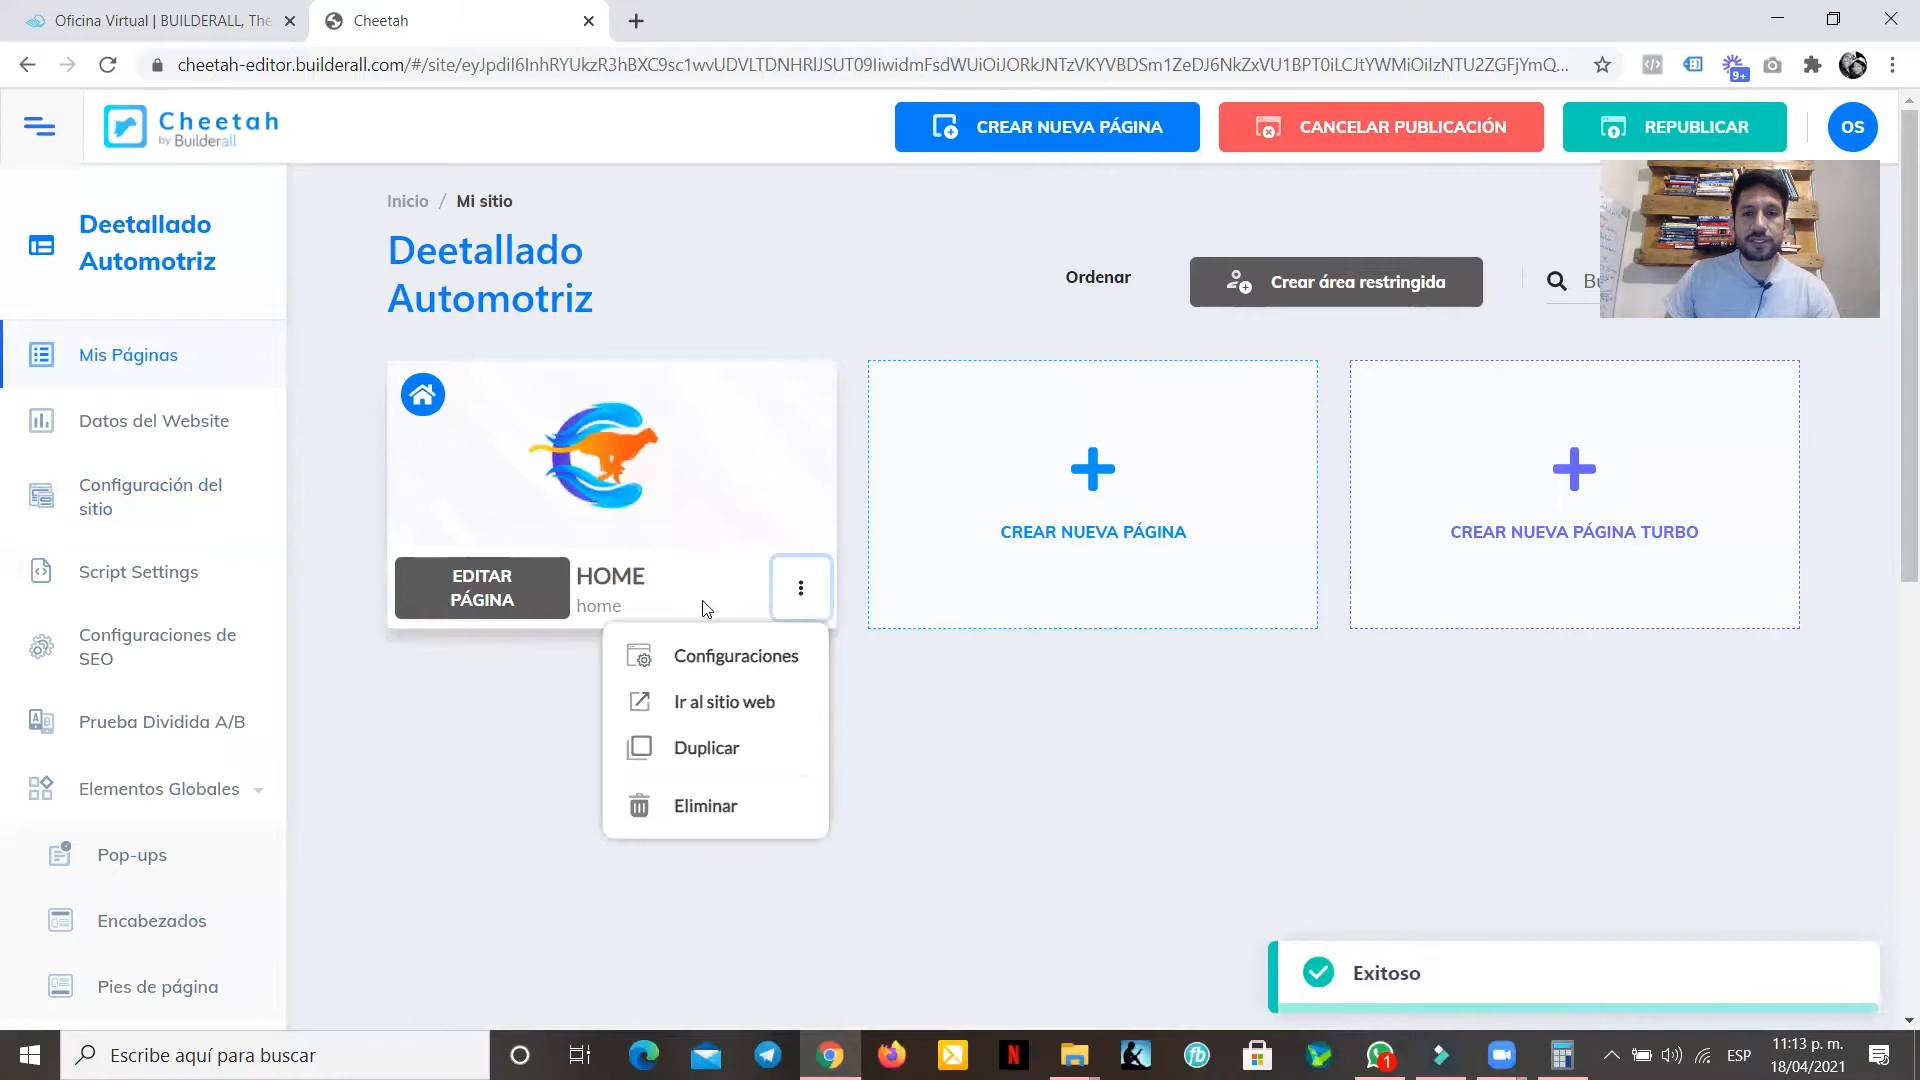 Oficina Virtual | BUILDERALL, The
Cheetah
cheetah-editor.builderall.com/#/site/eyJpdiI6InhRYUkzR3hBXC9sc1wvUDVLTDNHRlJSUT09IiwidmFsdWUiOiJORkJNTzVKYVBDSm1ZeDJ6NkZxVU1BPT0iLCJtYWMiOiIzNTU2ZGFjYmQ...
9+
Cheetah
by Builderall
CREAR NUEVA PÁGINA
CANCELAR PUBLICACIÓN
REPUBLICAR
OS
Deetallado
Automotriz
Mis Páginas
Datos del Website
Configuración del
sitio
Script Settings
Configuraciones de
SEO
Prueba Dividida A/B
Elementos Globales
Pop-ups
Encabezados
Pies de página
Inicio / Mi sitio
Deetallado
Automotriz
Ordenar
Crear área restringida
EDITAR
PÁGINA
HOME
home
Configuraciones
Ir al sitio web
Duplicar
Eliminar
CREAR NUEVA PÁGINA
CREAR NUEVA PÁGINA TURBO
Exitoso
Escribe aquí para buscar
1
ESP
11:13 p. m.
18/04/2021